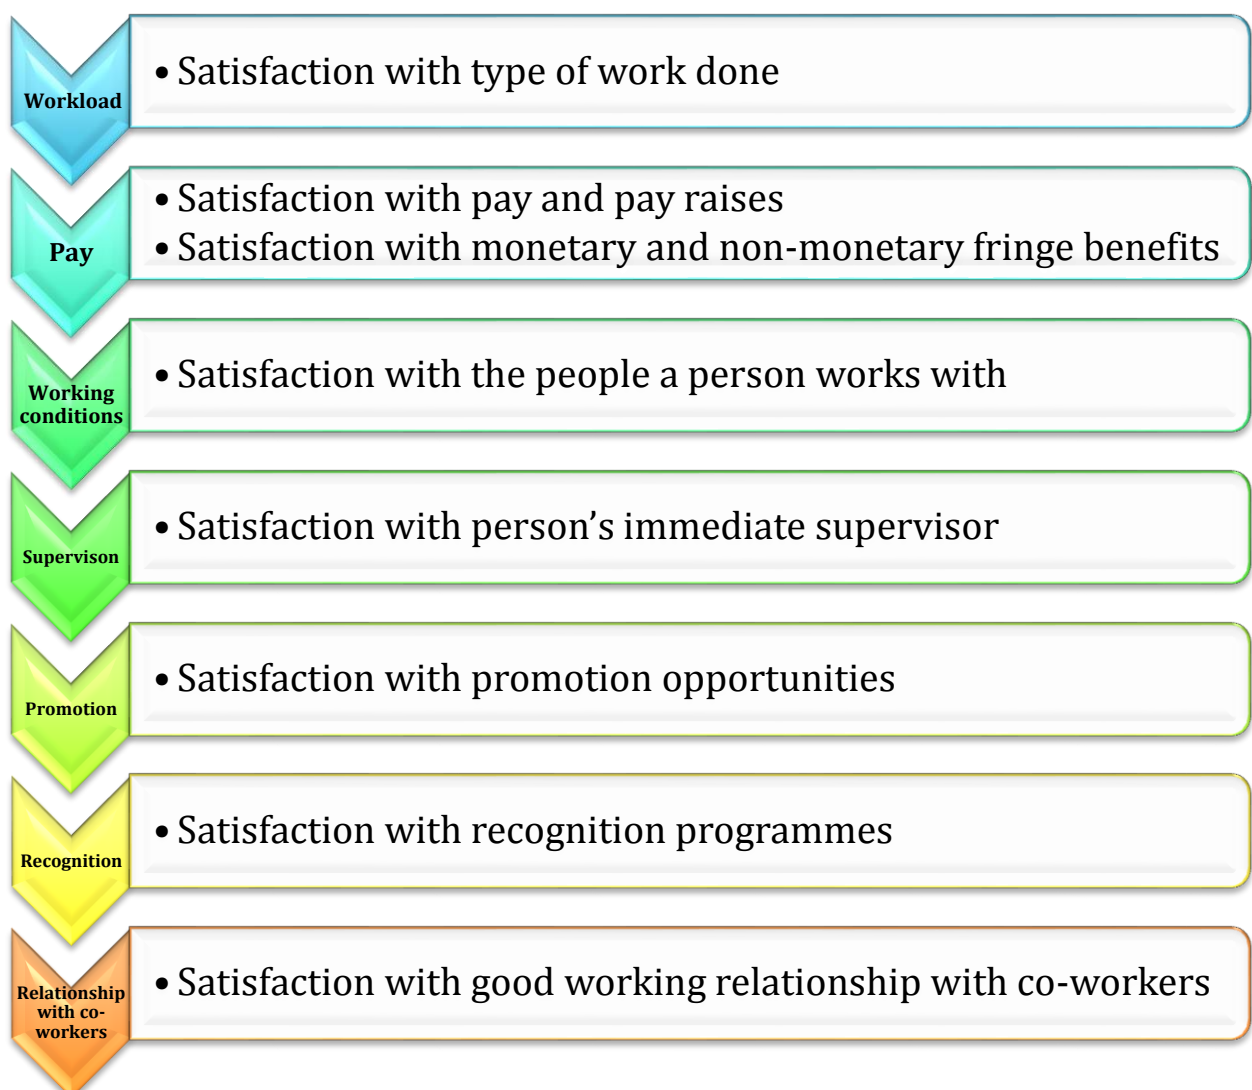 Workload
• Satisfaction with type of work done
Pay
• Satisfaction with pay and pay raises
• Satisfaction with monetary and non-monetary fringe benefits
Working
conditions
• Satisfaction with the people a person works with
Supervison
• Satisfaction with person’s immediate supervisor
Promotion
• Satisfaction with promotion opportunities
Recognition
• Satisfaction with recognition programmes
Relationship
with co-
workers
• Satisfaction with good working relationship with co-workers